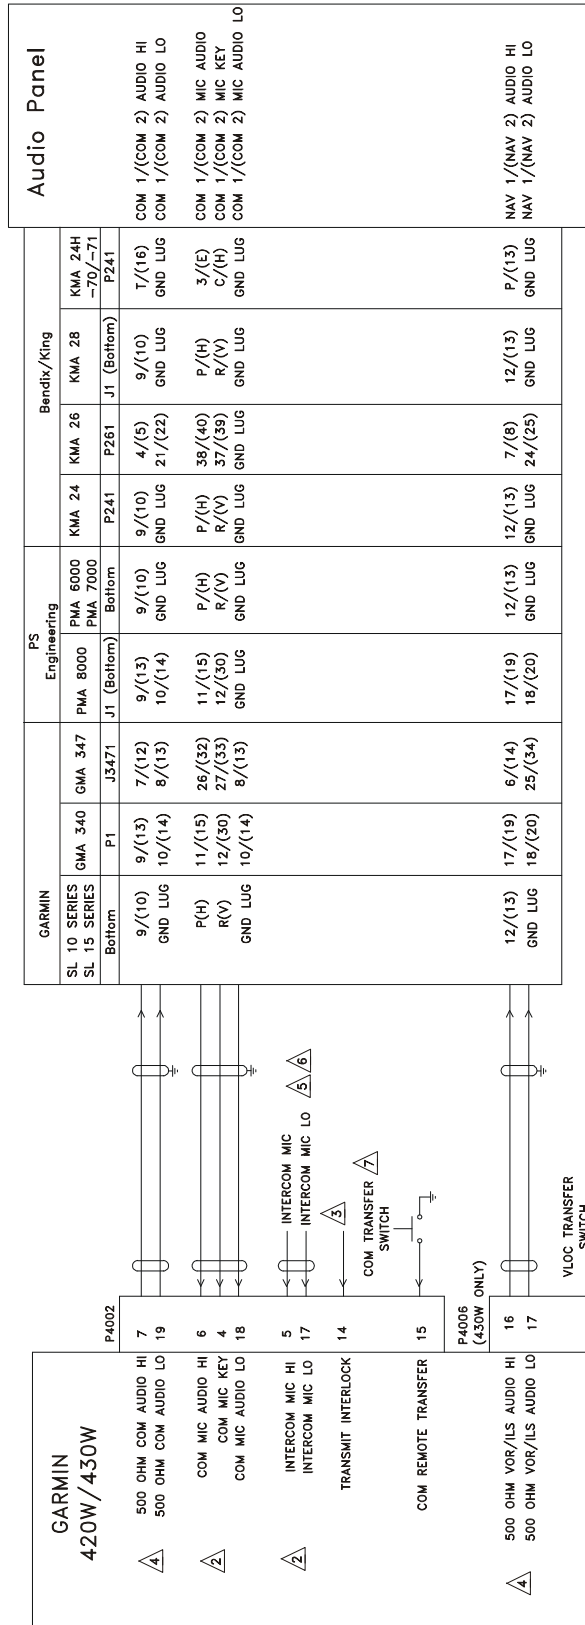 GARMIN
420W/430W
P4002
500 OHM COM AUDIO HI 7
500 OHM COM AUDIO LO 19
4
COM MIC AUDIO HI 6
COM MIC KEY 4
COM MIC AUDIO LO 18
2
INTERCOM MIC HI 5 INTERCOM MIC
INTERCOM MIC LO 17 INTERCOM MIC LO
2
5 6
TRANSMIT INTERLOCK 14
3
COM REMOTE TRANSFER 15
COM TRANSFER
SWITCH
7
P4006
(430W ONLY)
500 OHM VOR/ILS AUDIO HI 16
500 OHM VOR/ILS AUDIO LO 17
4
VLOC TRANSFER
SWITCH
GARMIN
PS
Engineering
Bendix/King
SL 10 SERIES
SL 15 SERIES
GMA 340
GMA 347
PMA 8000
PMA 6000
PMA 7000
KMA 24
KMA 26
KMA 28
KMA 24H
-70/-71
Bottom P1 J3471 J1 (Bottom) Bottom P241 P261 J1 (Bottom) P241
9/(10) 9/(13) 7/(12) 9/(13) 9/(10) 9/(10) 4/(5) 9/(10) T/(16)
GND LUG 10/(14) 8/(13) 10/(14) GND LUG GND LUG 21/(22) GND LUG GND LUG
P(H) 11/(15) 26/(32) 11/(15) P/(H) P/(H) 38/(40) P/(H) 3/(E)
R(V) 12/(30) 27/(33) 12/(30) R/(V) R/(V) 37/(39) R/(V) C/(H)
GND LUG 10/(14) 8/(13) GND LUG GND LUG GND LUG GND LUG GND LUG GND LUG
12/(13) 17/(19) 6/(14) 17/(19) 12/(13) 12/(13) 7/(8) 12/(13) P/(13)
GND LUG 18/(20) 25/(34) 18/(20) GND LUG GND LUG 24/(25) GND LUG GND LUG
Audio Panel
COM 1/(COM 2) AUDIO HI
COM 1/(COM 2) AUDIO LO
COM 1/(COM 2) MIC AUDIO
COM 1/(COM 2) MIC KEY
COM 1/(COM 2) MIC AUDIO LO
NAV 1/(NAV 2) AUDIO HI
NAV 1/(NAV 2) AUDIO LO